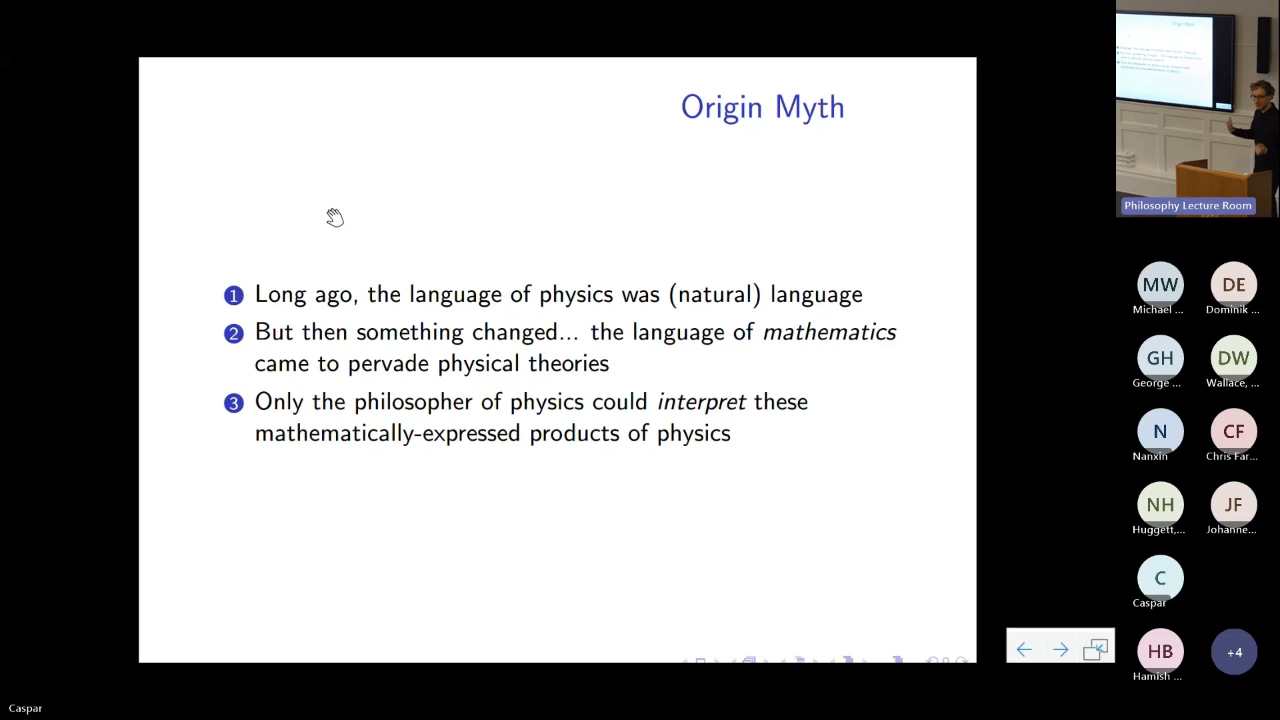 Origin Myth
1 Long ago, the language of physics was (natural) language
2 But then something changed... the language of mathematics
came to pervade physical theories
3 Only the philosopher of physics could interpret these
mathematically-expressed products of physics
Origin Myth
Philosophy Lecture Room
MW
Michael ...
DE
Dominik ...
GH
George ...
DW
Wallace, ...
N
Nanxin
CF
Chris Far...
NH
Huggett,...
JF
Johanne...
C
Caspar
HB
Hamish ...
+4
Caspar